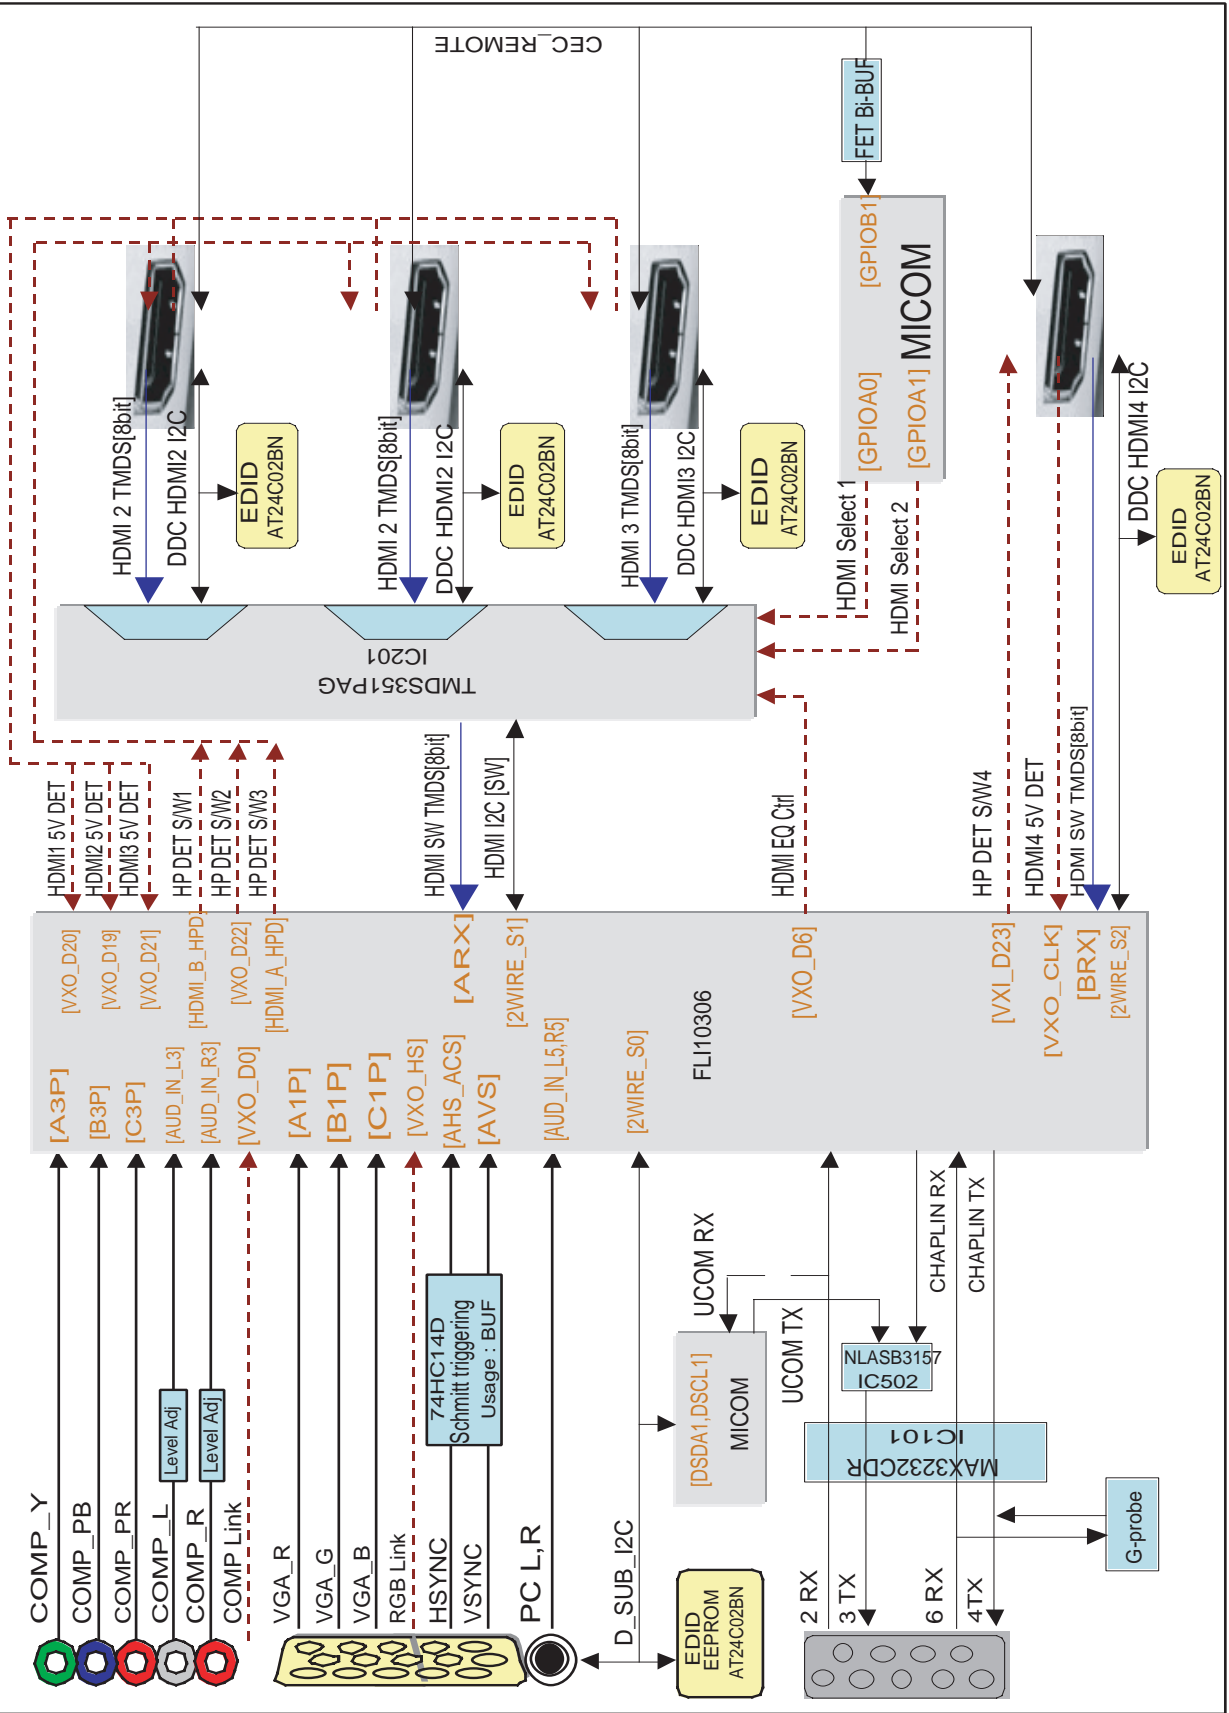 CEC_REMOTE
FET Bi-BUF
[GPIOB1]
MICOM
[GPIOA0]
[GPIOA1]
HDMI 2 TMDS[8bit]
DDC HDMI2 I2C
EDID
AT24C02BN
HDMI 2 TMDS[8bit]
DDC HDMI2 I2C
EDID
AT24C02BN
HDMI 3 TMDS[8bit]
DDC HDMI3 I2C
EDID
AT24C02BN
HDMI Select 1
HDMI Select 2
DDC HDMI4 I2C
EDID
AT24C02BN
IC201
TMDS351PAG
HDMI1 5V DET
HDMI2 5V DET
HDMI3 5V DET
HP DET S/W1
HP DET S/W2
HP DET S/W3
HDMI SW TMDS[8bit]
HDMI I2C [SW]
HDMI EQ Ctrl
HP DET S/W4
HDMI4 5V DET
HDMI SW TMDS[8bit]
[VXO_D20]
[VXO_D19]
[VXO_D21]
[HDMI_B_HPD]
[VXO_D22]
[HDMI_A_HPD]
[ARX]
[2WIRE_S1]
[VXO_D6]
[VXI_D23]
[VXO_CLK]
[BRX]
[2WIRE_S2]
FLI10306
[A3P]
[B3P]
[C3P]
[AUD_IN_L3]
[AUD_IN_R3]
[VXO_D0]
[A1P]
[B1P]
[C1P]
[VXO_HS]
[AHS_ACS]
[AVS]
[AUD_IN_L5,R5]
[2WIRE_S0]
UCOM RX
UCOM TX
CHAPLIN RX
CHAPLIN TX
Level Adj
Level Adj
74HC14D
Schmitt triggering
Usage : BUF
[DSDA1,DSCL1]
MICOM
NLASB3157
IC502
IC101
MAX3232CDR
G-probe
COMP_Y
COMP_PB
COMP_PR
COMP_L
COMP_R
COMP Link
VGA_R
VGA_G
VGA_B
RGB Link
HSYNC
VSYNC
PC L,R
D_SUB_I2C
EDID
EEPROM
AT24C02BN
2 RX
3 TX
6 RX
4TX